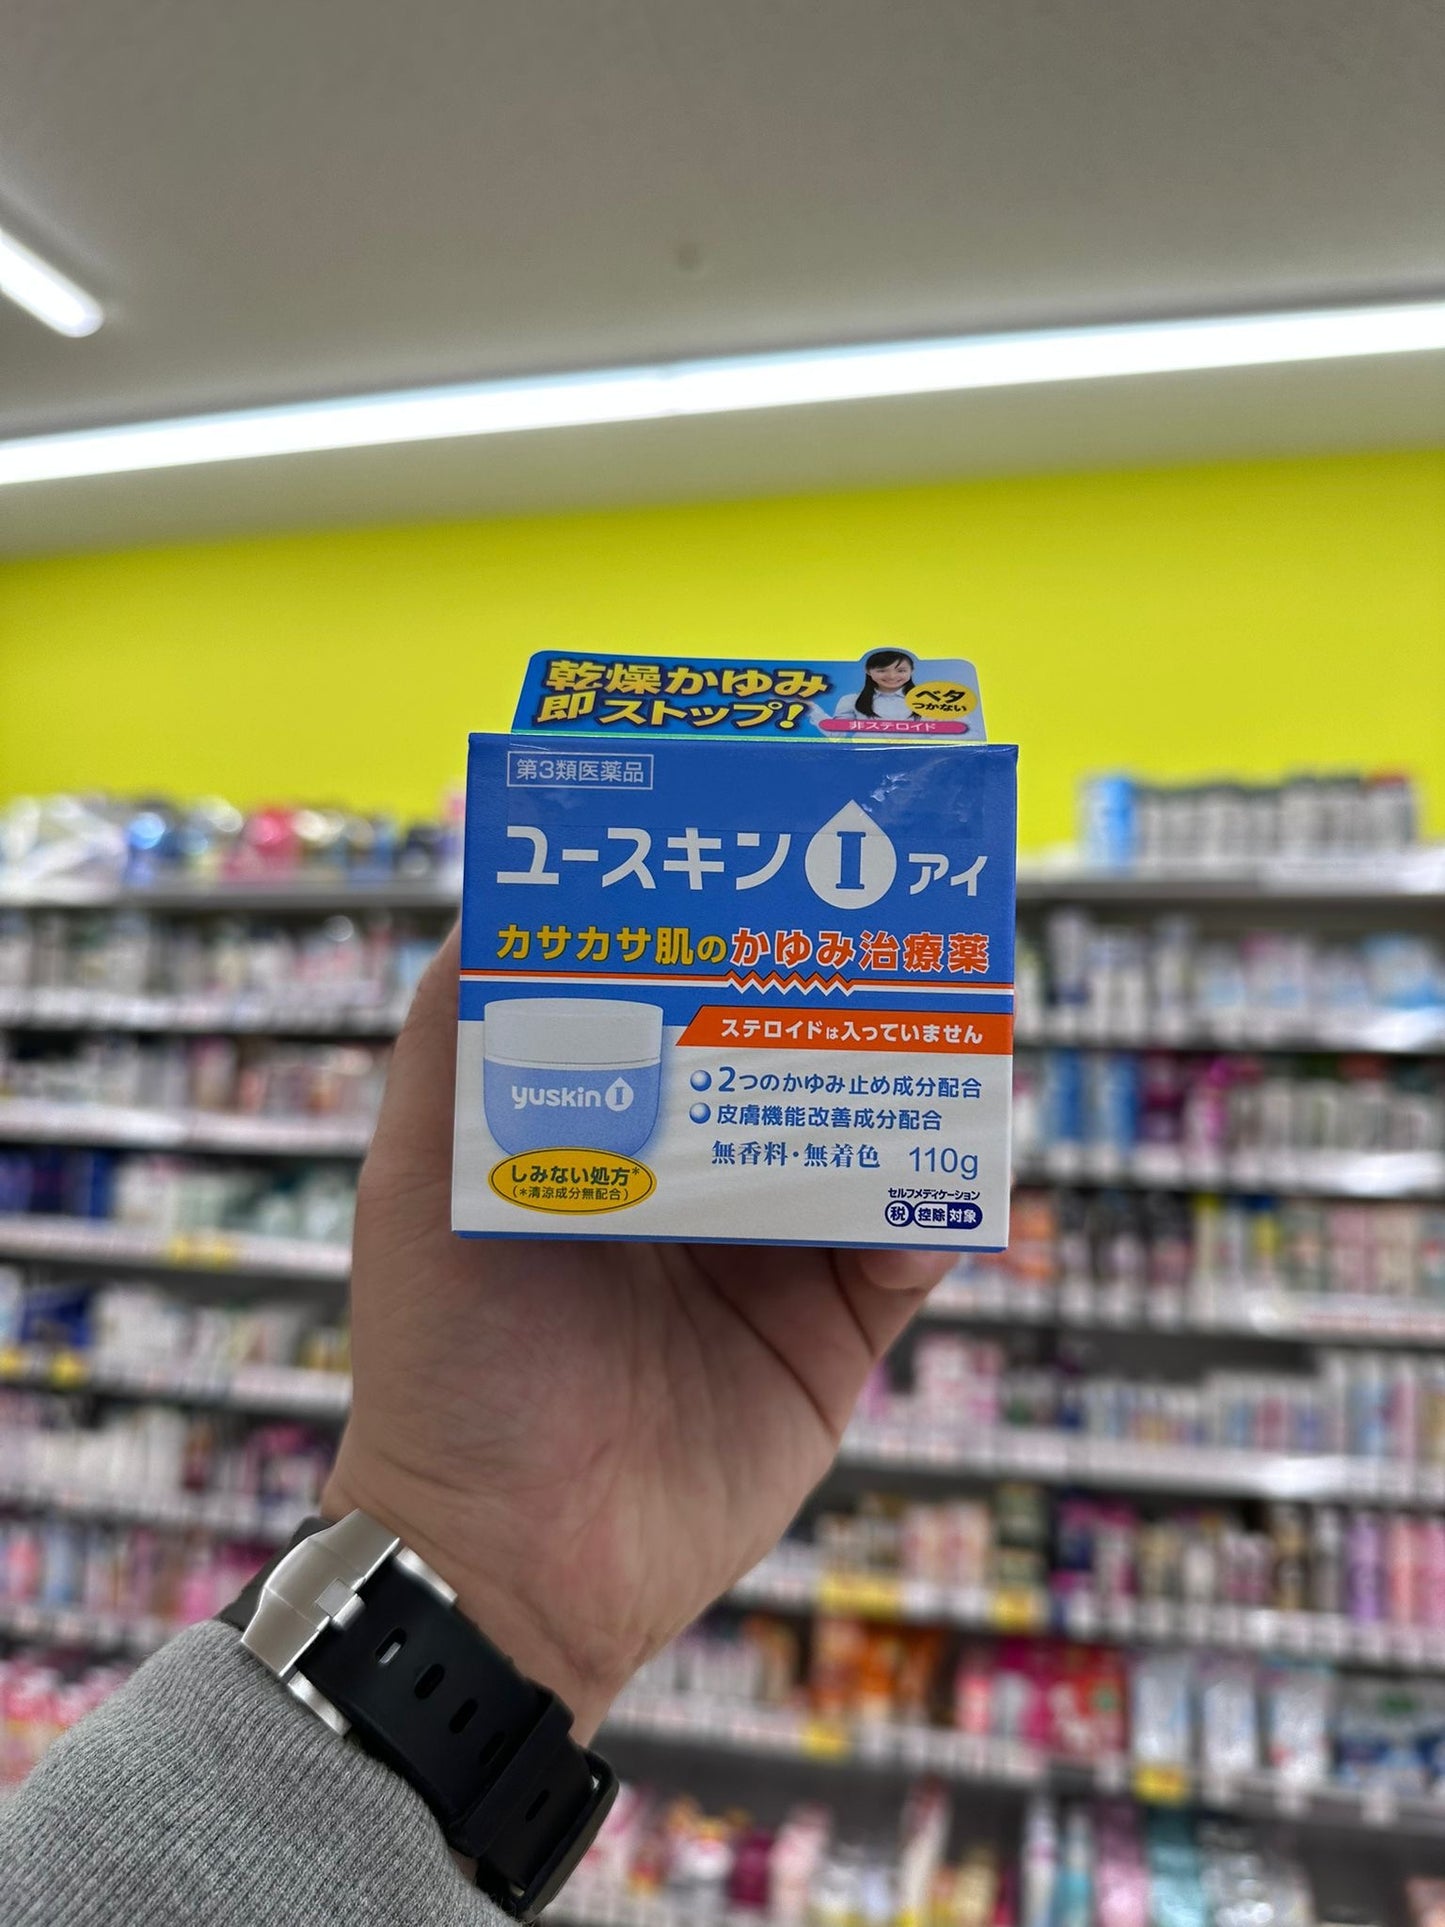 乾燥かゆみ
即ストップ!
ベタ
つかない
非ステロイド
第3類医薬品
ユースキン I アイ
カサカサ肌のかゆみ治療薬
ステロイドは入っていません
2つのかゆみ止め成分配合
皮膚機能改善成分配合
無香料・無着色 110g
yuskin I
しみない処方*
(*清涼成分無配合)
セルフメディケーション
税 控除 対象